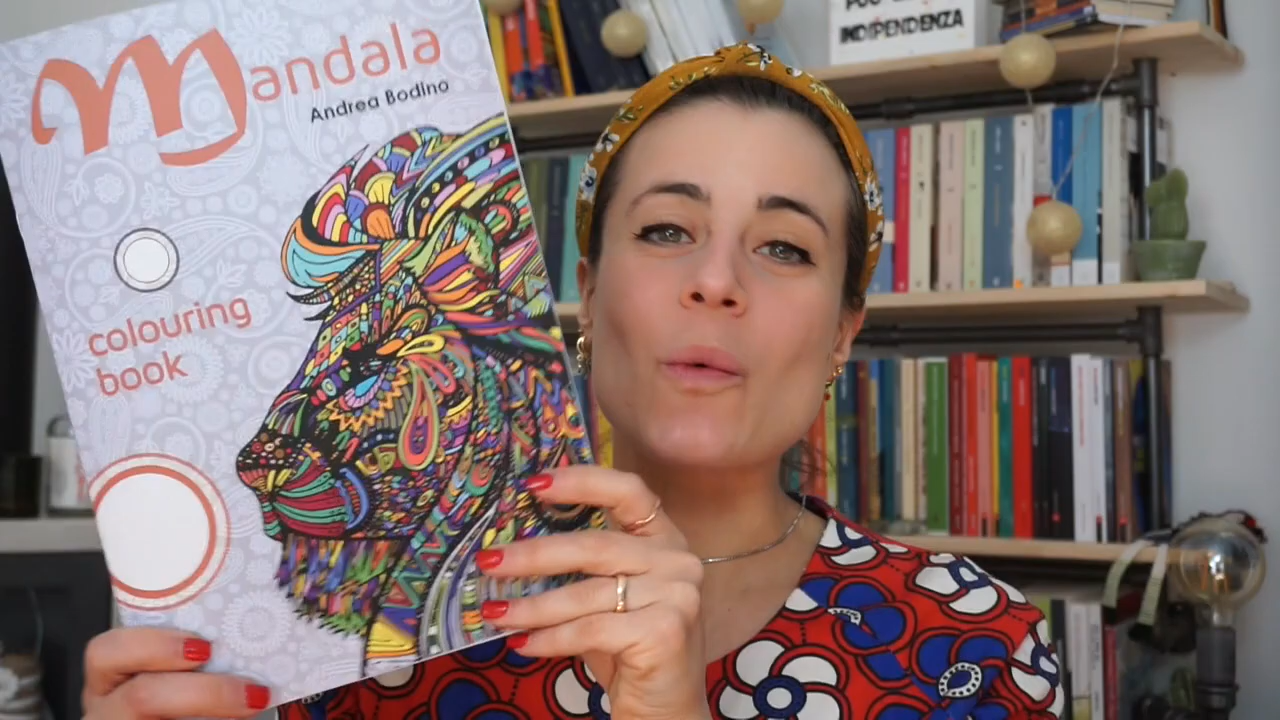 Mandala
Andrea Bodino
colouring
book
INDIPENDENZA